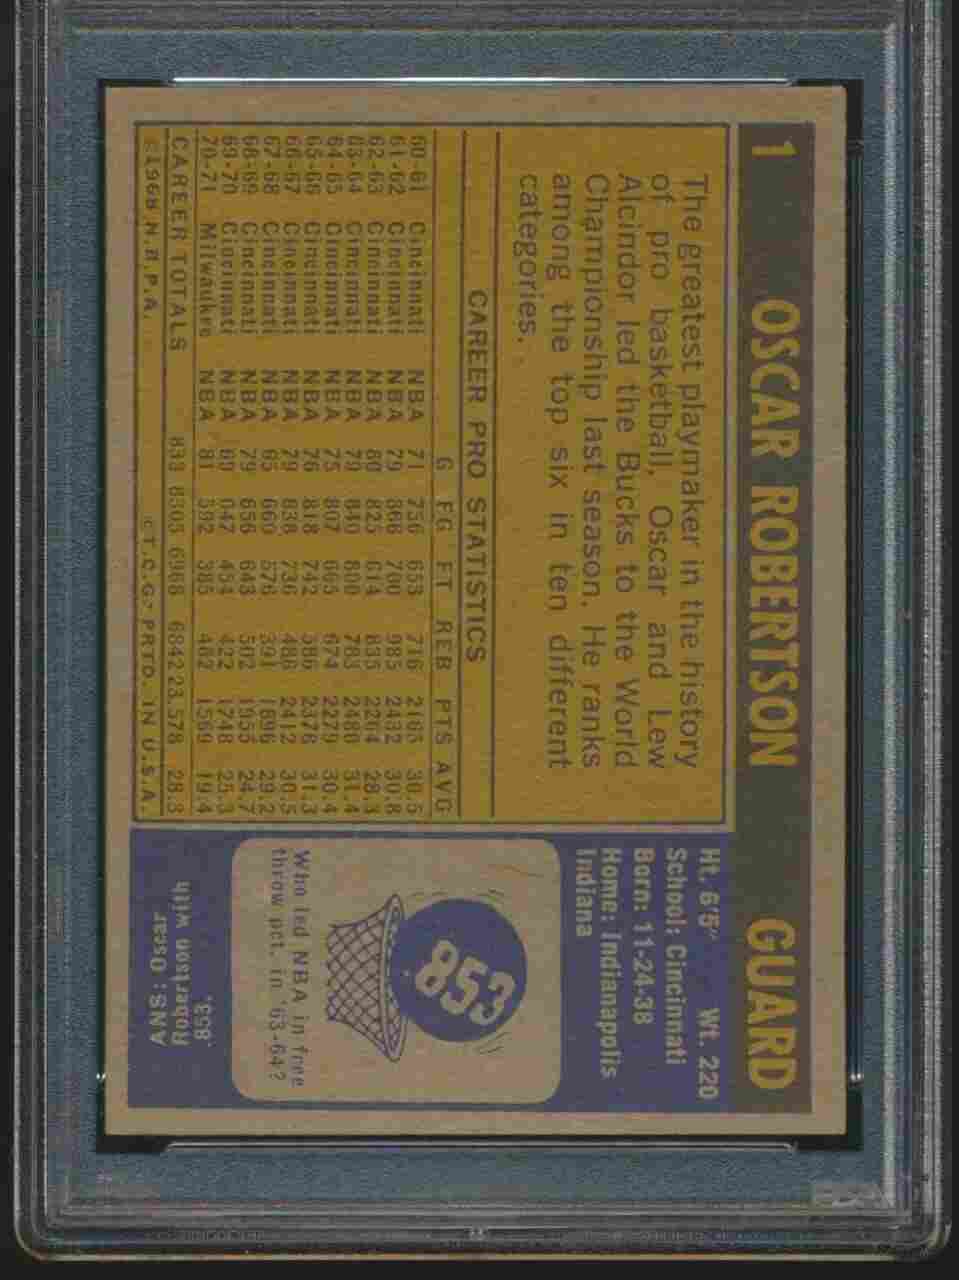 1 OSCAR ROBERTSON GUARD
The greatest playmaker in the history
of pro basketball, Oscar and Lew
Alcindor led the Bucks to the World
Championship last season. He ranks
among the top six in ten different
categories.
CAREER PRO STATISTICS
G FG FT REB PTS AVG
60-61 Cincinnati NBA 71 756 653 716 2165 30.5
61-62 Cincinnati NBA 79 866 700 985 2432 30.8
62-63 Cincinnati NBA 80 825 614 835 2264 28.3
63-64 Cincinnati NBA 79 840 800 783 2480 31.4
64-65 Cincinnati NBA 75 807 665 674 2279 30.4
65-66 Cincinnati NBA 76 818 742 586 2378 31.3
66-67 Cincinnati NBA 79 838 736 486 2412 30.5
67-68 Cincinnati NBA 65 660 576 391 1896 29.2
68-69 Cincinnati NBA 79 656 643 502 1955 24.7
69-70 Cincinnati NBA 69 647 454 422 1748 25.3
70-71 Milwaukee NBA 81 592 385 462 1569 19.4
CAREER TOTALS 833 8305 6968 6842 23,578 28.3
©1968 N.B.P.A. ©T.C.G. PRTD. IN U.S.A.
Ht. 6'5" Wt. 220
School: Cincinnati
Born: 11-24-38
Home: Indianapolis
Indiana
853
Who led NBA in free
throw pct. in '63-64?
ANS: Oscar
Robertson with
.853.